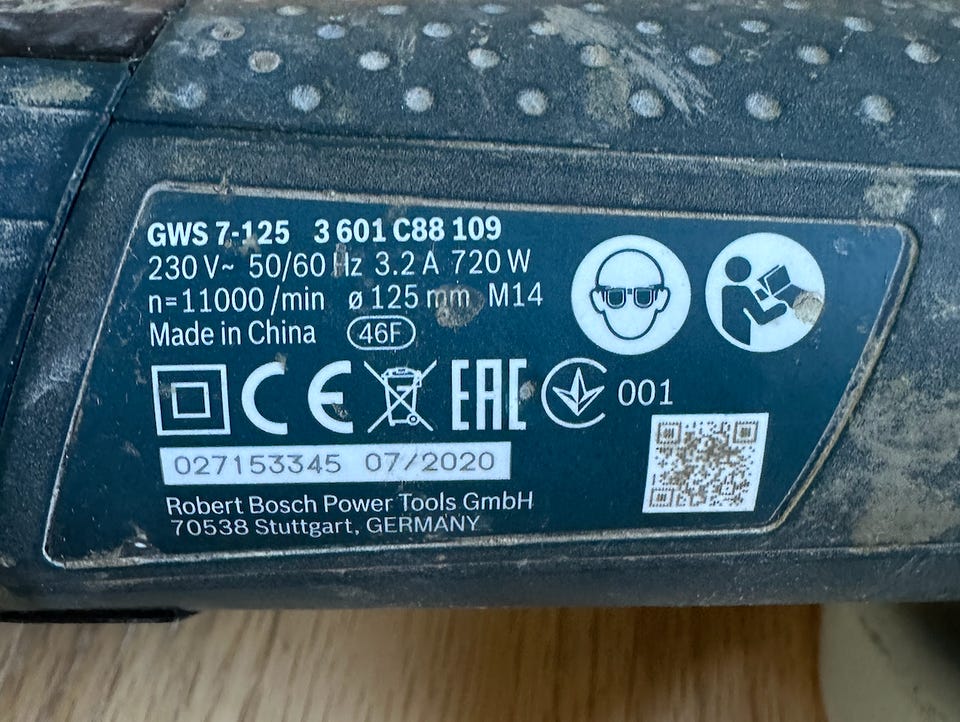 GWS 7-125 3 601 C88 109
230 V~ 50/60 Hz 3.2 A 720 W
n=11000/min ø 125 mm M14
Made in China 46F
CE EAC 001
027153345 07/2020
Robert Bosch Power Tools GmbH
70538 Stuttgart, GERMANY